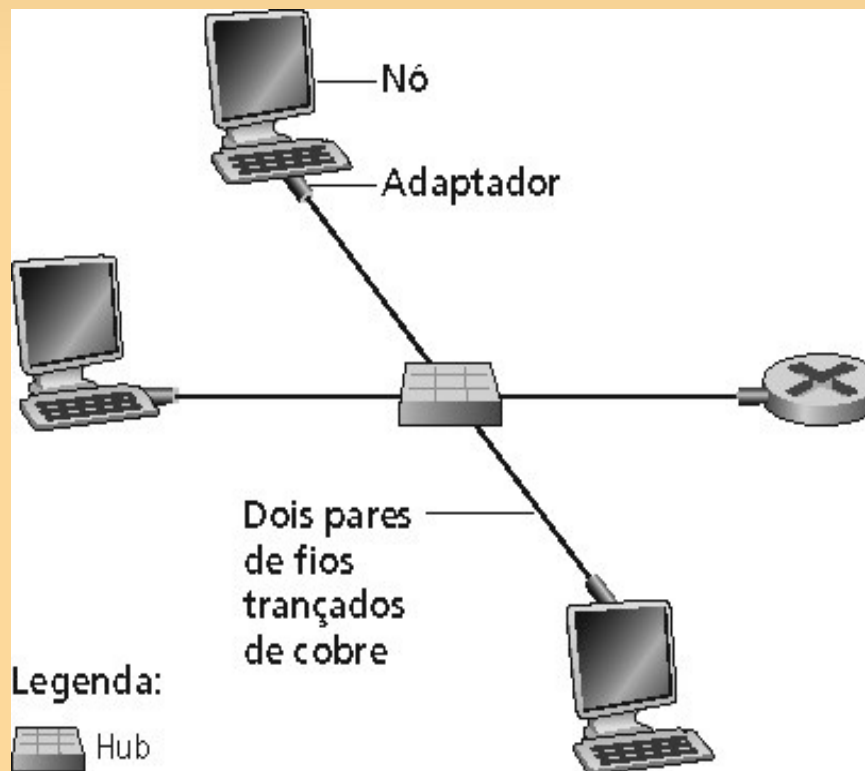 Nó
Adaptador
Dois pares
de fios
trançados
de cobre
Legenda:
Hub